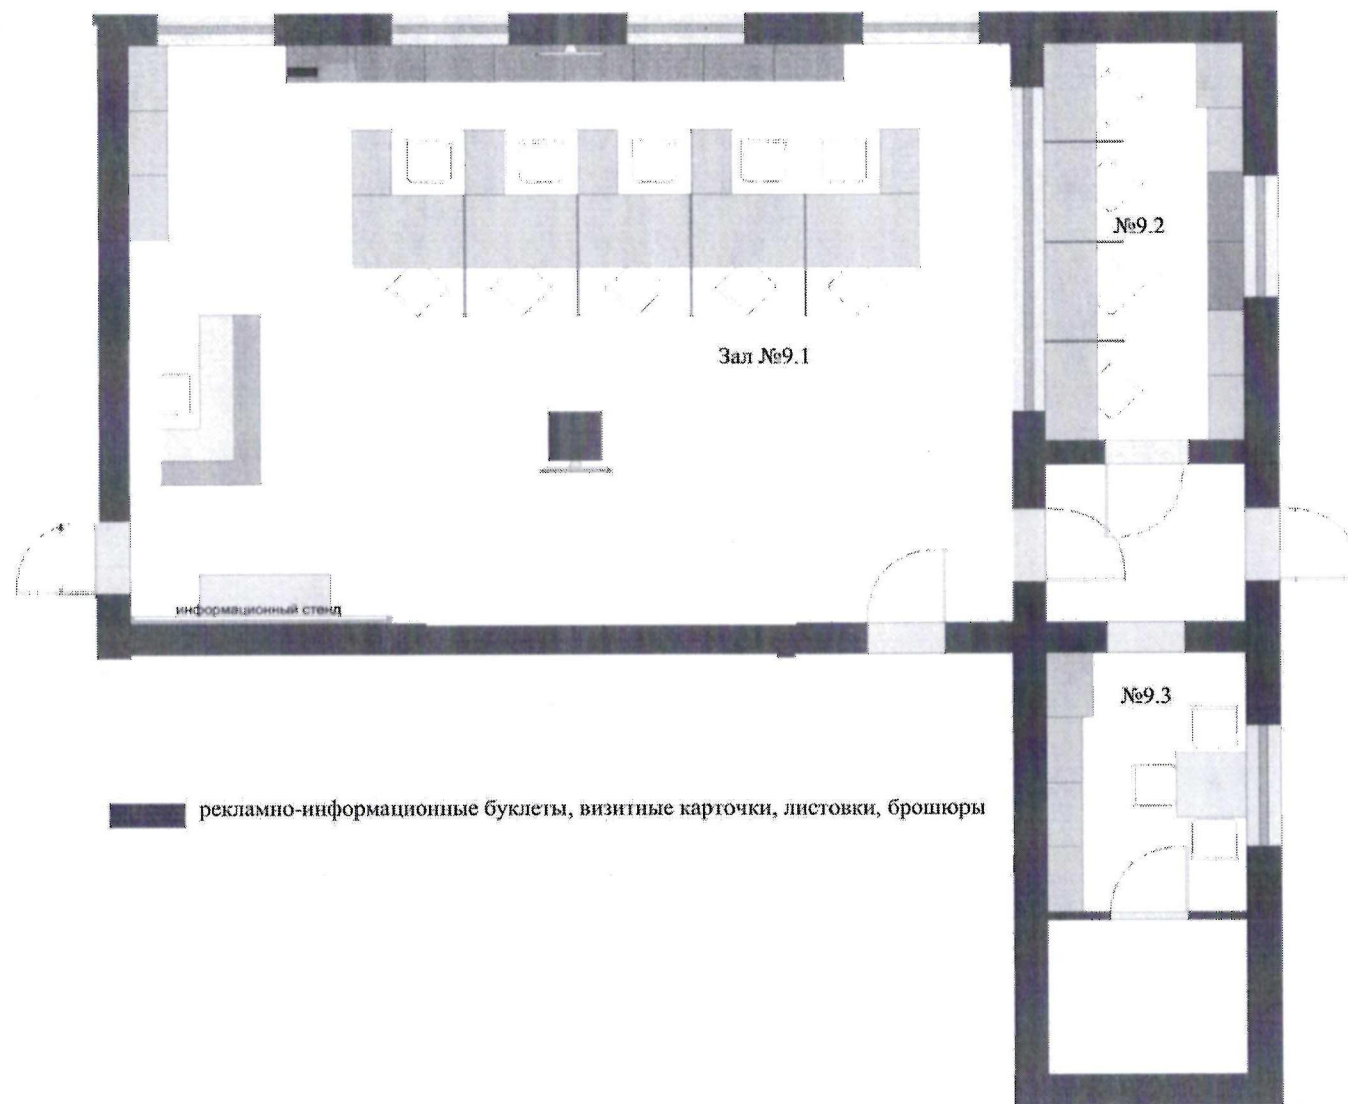 №9.2
Зал №9.1
информационный стенд
№9.3
рекламно-информационные буклеты, визитные карточки, листовки, брошюры